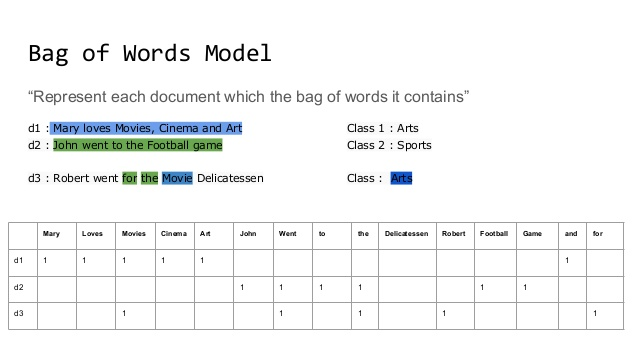 Bag of Words Model
“Represent each document which the bag of words it contains”
d1 : Mary loves Movies, Cinema and Art Class 1 : Arts
d2 : John went to the Football game Class 2 : Sports
d3 : Robert went for the Movie Delicatessen Class : Arts
Mary Loves Movies Cinema Art John Went to the Delicatessen Robert Football Game and for
d1 1 1 1 1 1 1
d2 1 1 1 1 1 1
d3 1 1 1 1 1